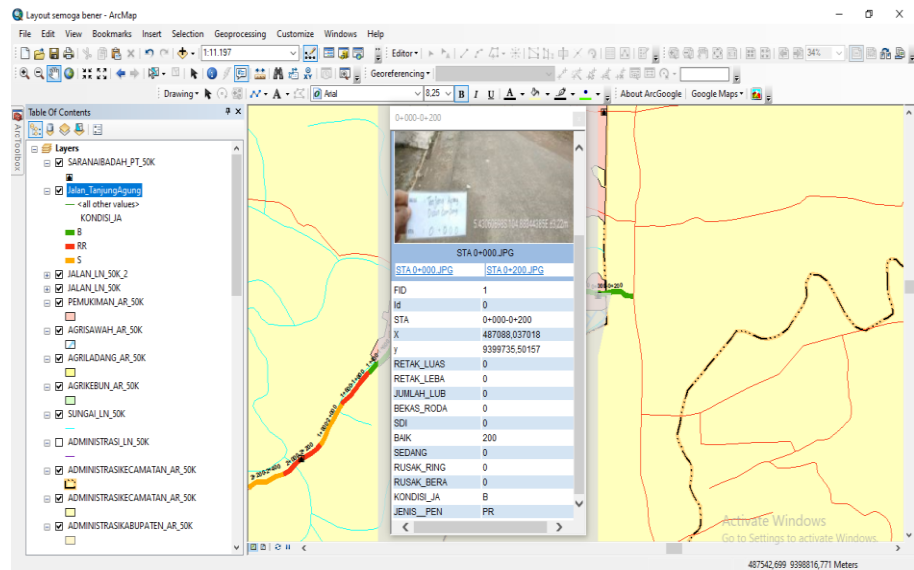 Layout semoga bener - ArcMap
File Edit View Bookmarks Insert Selection Geoprocessing Customize Windows Help
1:11.197 Editor 34%
Georeferencing
Drawing Arial 8,25 B I U A About ArcGoogle Google Maps
Table Of Contents
ArcToolbox
Layers
SARANAIBADAH_PT_50K
Jalan_TanjungAgung
<all other values>
KONDISI_JA
B
RR
S
JALAN_LN_50K_2
JALAN_LN_50K
PEMUKIMAN_AR_50K
AGRISAWAH_AR_50K
AGRILADANG_AR_50K
AGRIKEBUN_AR_50K
SUNGAI_LN_50K
ADMINISTRASI_LN_50K
ADMINISTRASIKECAMATAN_AR_50K
ADMINISTRASIKECAMATAN_AR_50K
ADMINISTRASIKABUPATEN_AR_50K
0+000-0+200
STA 0+000.JPG
STA 0+000.JPG STA 0+200.JPG
FID 1
Id 0
STA 0+000-0+200
X 487088,037018
y 9399735,50157
RETAK_LUAS 0
RETAK_LEBA 0
JUMLAH_LUB 0
BEKAS_RODA 0
SDI 0
BAIK 200
SEDANG 0
RUSAK_RING 0
RUSAK_BERA 0
KONDISI_JA B
JENIS__PEN PR
Activate Windows
Go to Settings to activate Windows.
487542,699 9398816,771 Meters